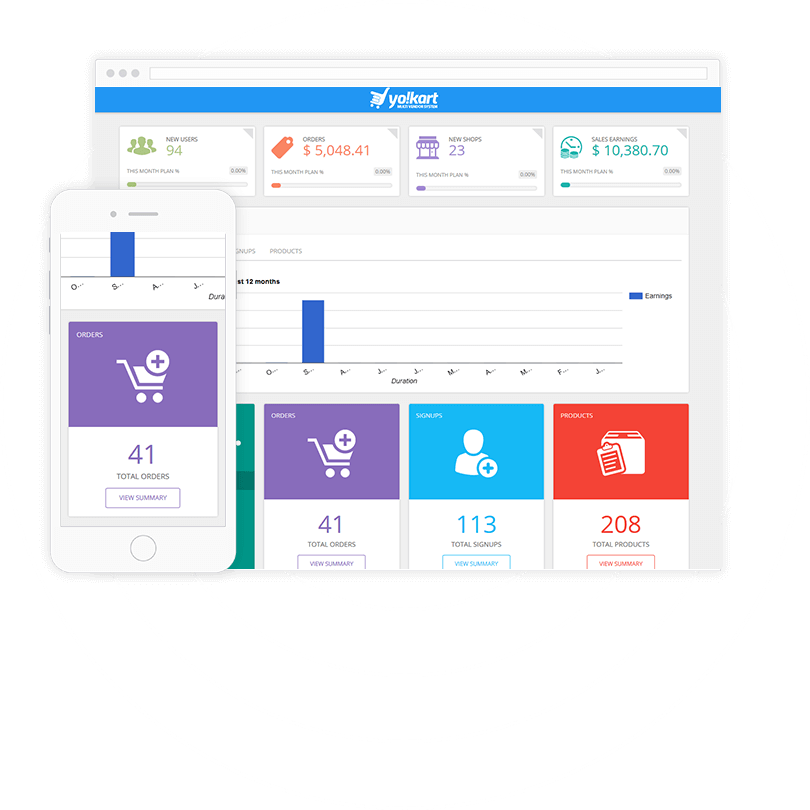 yo!kart
MULTI VENDOR SYSTEM
NEW USERS
94
THIS MONTH PLAN %
0.00%
ORDERS
$ 5,048.41
THIS MONTH PLAN %
0.00%
NEW SHOPS
23
THIS MONTH PLAN %
0.00%
SALES EARNINGS
$ 10,380.70
THIS MONTH PLAN %
0.00%
GNUPS
PRODUCTS
st 12 months
Earnings
O... S... A... J... J... M... A... M... F... J...
Duration
ORDERS
41
TOTAL ORDERS
VIEW SUMMARY
SIGNUPS
113
TOTAL SIGNUPS
VIEW SUMMARY
PRODUCTS
208
TOTAL PRODUCTS
VIEW SUMMARY
O... S... A... J...
Dura
ORDERS
41
TOTAL ORDERS
VIEW SUMMARY